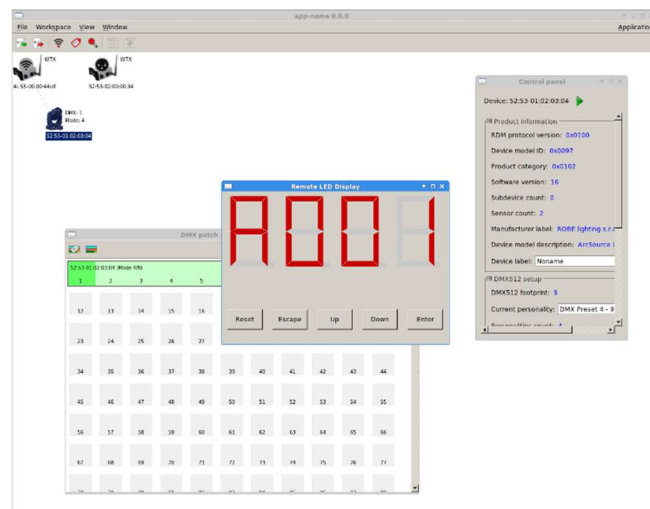 app-name 0.0.0
File Workspace View Window
Applicatio
WTX
WTX
52:53-02:00:00:34
DMX: 1
Mode: 4
52:53-01:02:03:04
Control panel
Device: 52:53-01:02:03:04
Product information
RDM protocol version: 0x0100
Device model ID: 0x0097
Product category: 0x0102
Software version: 16
Subdevice count: 0
Sensor count: 2
Manufacturer label: ROBE lighting s.r.o
Device model description: ArcSource
Device label: Noname
DMX512 setup
DMX512 footprint: 9
Current personality: DMX Preset 4 - 9
Personalities count: 4
Remote LED Display
A001
Reset Escape Up Down Enter
DMX patch
52:53-01:02:03:04 (Mode 4/9)
1 2 3 4 5
12 13 14 15 16
23 24 25 26 27
34 35 36 37 38 39 40 41 42 43 44
45 46 47 48 49 50 51 52 53 54 55
56 57 58 59 60 61 62 63 64 65 66
67 68 69 70 71 72 73 74 75 76 77